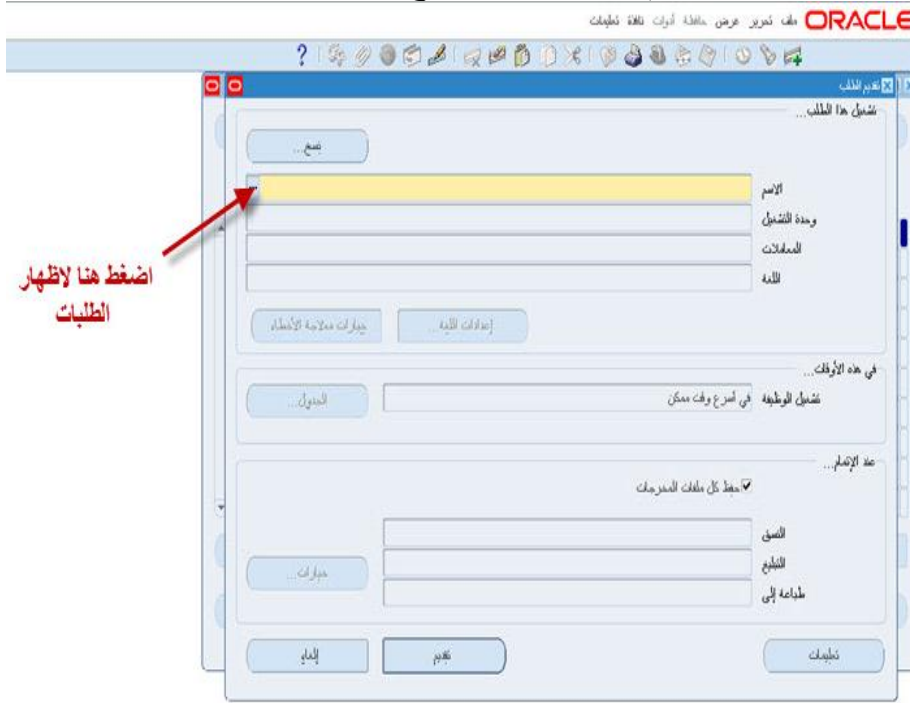 ORACLE ملف تحرير عرض حافظة أدوات نافذة تعليمات
?
تقديم الطلب
تشغيل هذا الطلب...
نسخ...
الاسم
وحدة التشغيل
المعاملات
اللغة
إعدادات اللغة... خيارات معالجة الأخطاء
اضغط هنا لاظهار
الطلبات
في هذه الأوقات...
تشغيل الوظيفة في أسرع وقت ممكن الجدول...
عند الإتمام...
حفظ كل ملفات المخرجات
النسق
التبليغ
خيارات...
طباعة إلى
تعليمات تقديم إلغاء